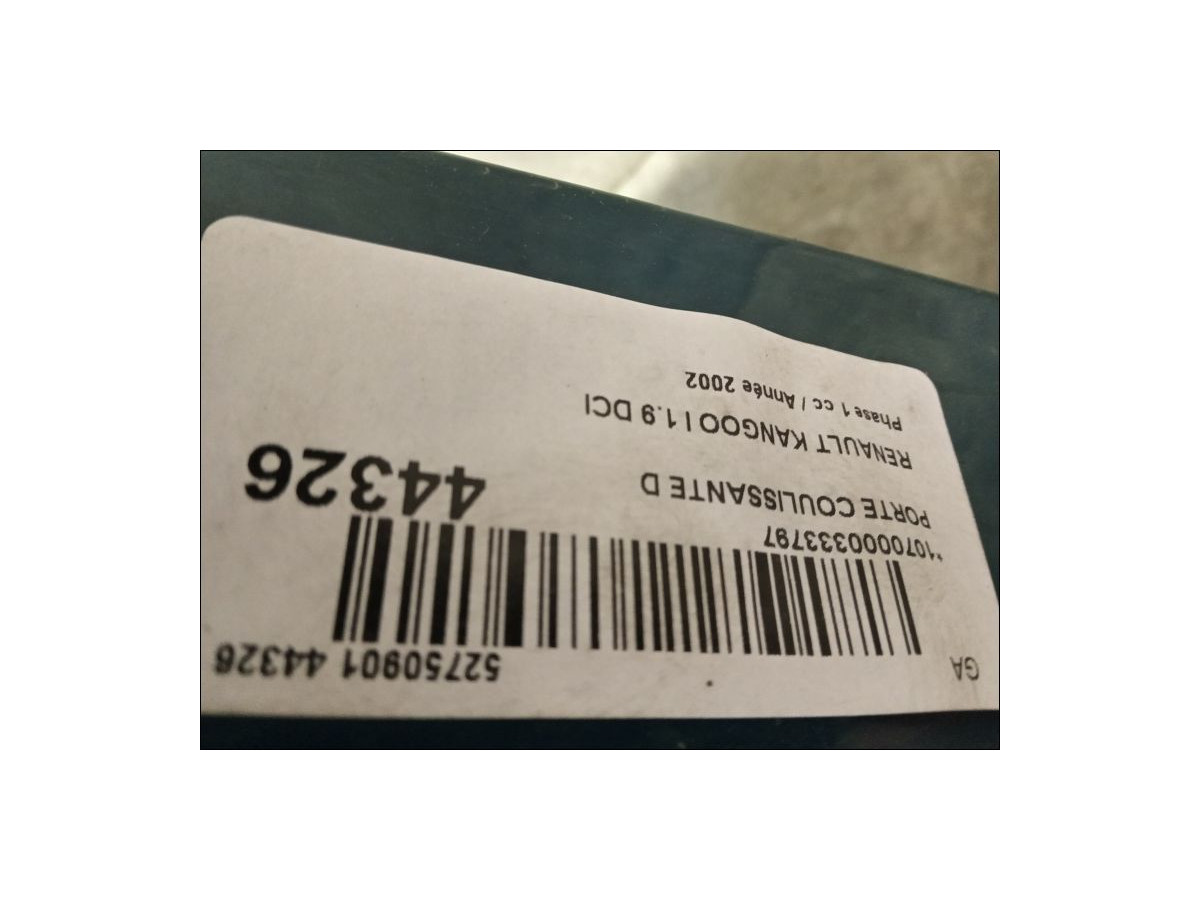 GA 52750901 44326
*1070000333797
44326
PORTE COULISSANTE D
RENAULT KANGOO I 1.9 DCI
Phase 1 cc / Année 2002